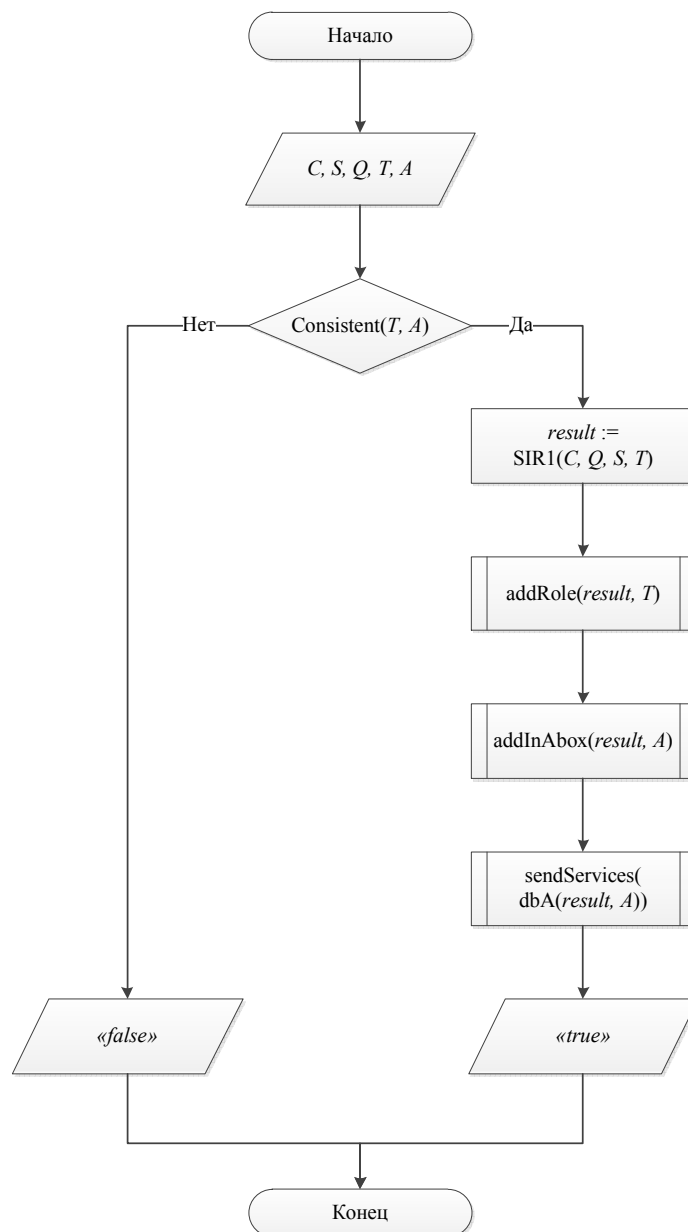 Начало
C, S, Q, T, A
Consistent(T, A)
Нет
Да
result :=
SIR1(C, Q, S, T)
addRole(result, T)
addInAbox(result, A)
sendServices(
dbA(result, A))
«false»
«true»
Конец